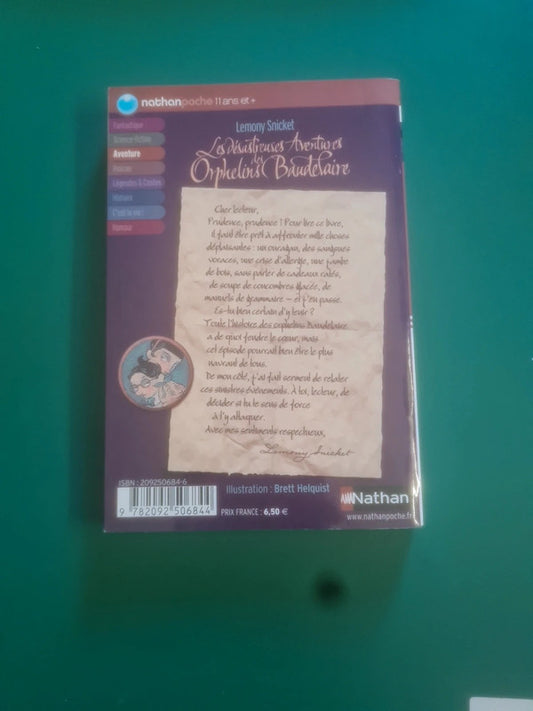 nathanpoche 11 ans et +
Fantastique
Science-fiction
Aventure
Policier
Légendes & Contes
Histoire
C'est la vie !
Humour
Lemony Snicket
Les Désastreuses Aventures
des
Orphelins Baudelaire
Cher lecteur,
Prudence, prudence ! Pour lire ce livre,
il faut être prêt à affronter mille choses
déplaisantes : un ouragan, des sangsues
voraces, une crise d'allergie, une jambe
de bois, sans parler de cadeaux ratés,
de soupe de concombres glacée, de
manuels de grammaire – et j'en passe.
Es-tu bien certain d'y tenir ?
Toute l'histoire des orphelins Baudelaire
a de quoi fendre le cœur, mais
cet épisode pourrait bien être le plus
navrant de tous.
De mon côté, j'ai fait serment de relater
ces sinistres événements. À toi, lecteur, de
décider si tu te sens de force
à t'y attaquer.
Avec mes sentiments respectueux,
Lemony Snicket
ISBN : 209250684-6
9 782092 506844
Illustration : Brett Helquist
PRIX FRANCE : 6,50 €
Nathan
www.nathanpoche.fr